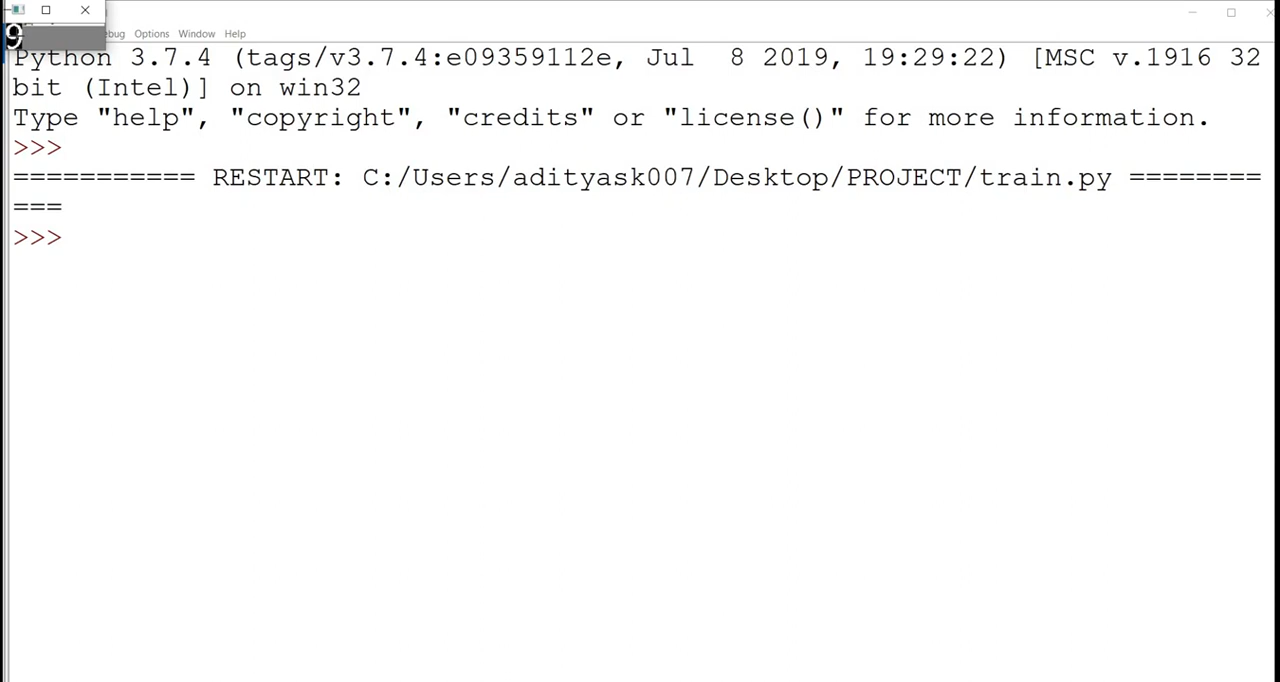 9
ebug Options Window Help
Python 3.7.4 (tags/v3.7.4:e09359112e, Jul 8 2019, 19:29:22) [MSC v.1916 32
bit (Intel)] on win32
Type "help", "copyright", "credits" or "license()" for more information.
>>>
=========== RESTART: C:/Users/adityask007/Desktop/PROJECT/train.py ========
===
>>>